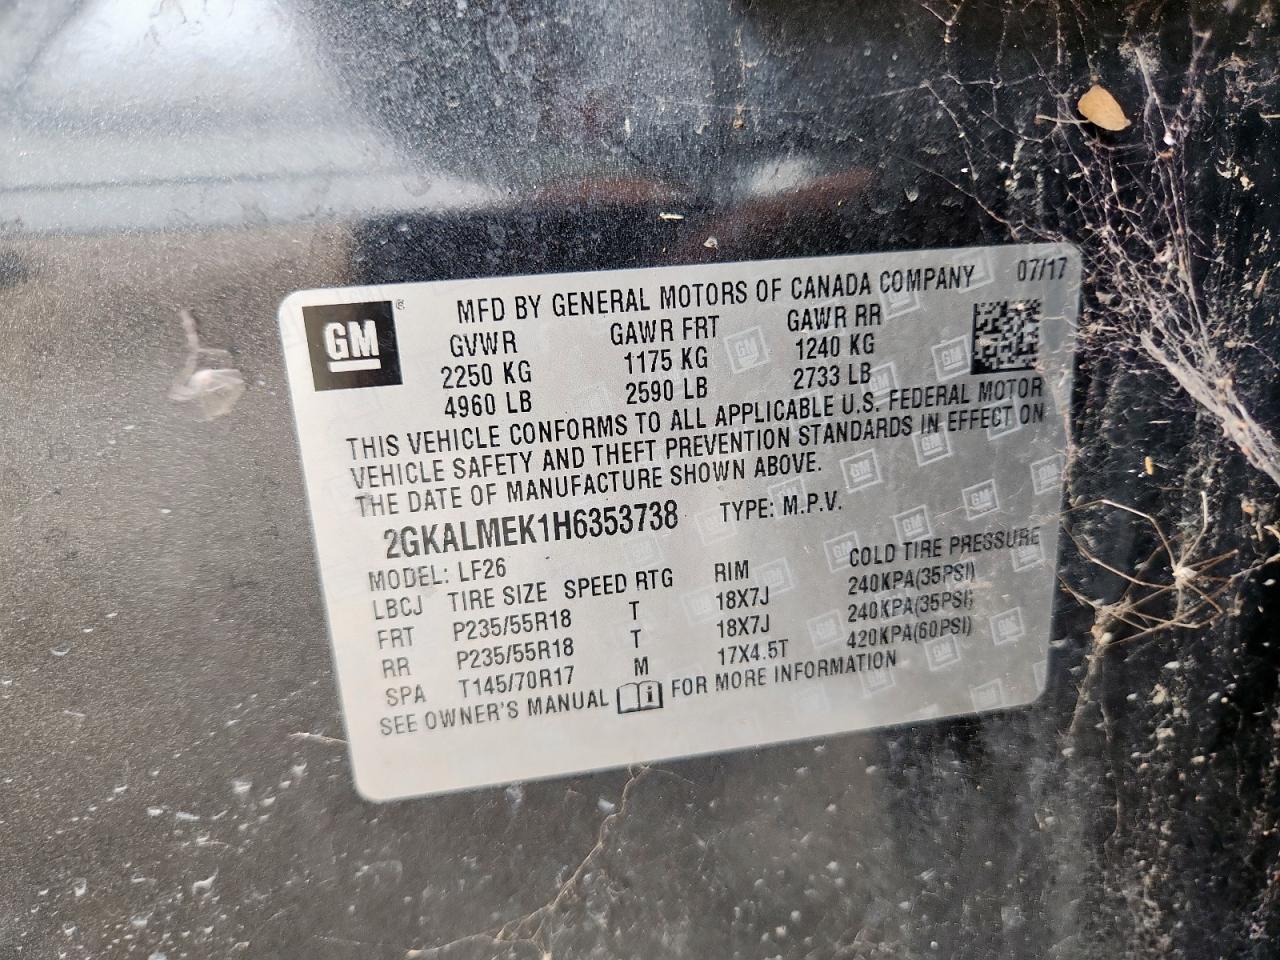 GM ®
MFD BY GENERAL MOTORS OF CANADA COMPANY 07/17
GVWR GAWR FRT GAWR RR
2250 KG 1175 KG 1240 KG
4960 LB 2590 LB 2733 LB
THIS VEHICLE CONFORMS TO ALL APPLICABLE U.S. FEDERAL MOTOR
VEHICLE SAFETY AND THEFT PREVENTION STANDARDS IN EFFECT ON
THE DATE OF MANUFACTURE SHOWN ABOVE.
2GKALMEK1H6353738 TYPE: M.P.V.
MODEL: LF26
LBCJ TIRE SIZE SPEED RTG RIM COLD TIRE PRESSURE
FRT P235/55R18 T 18X7J 240KPA(35PSI)
RR P235/55R18 T 18X7J 240KPA(35PSI)
SPA T145/70R17 M 17X4.5T 420KPA(60PSI)
SEE OWNER'S MANUAL FOR MORE INFORMATION